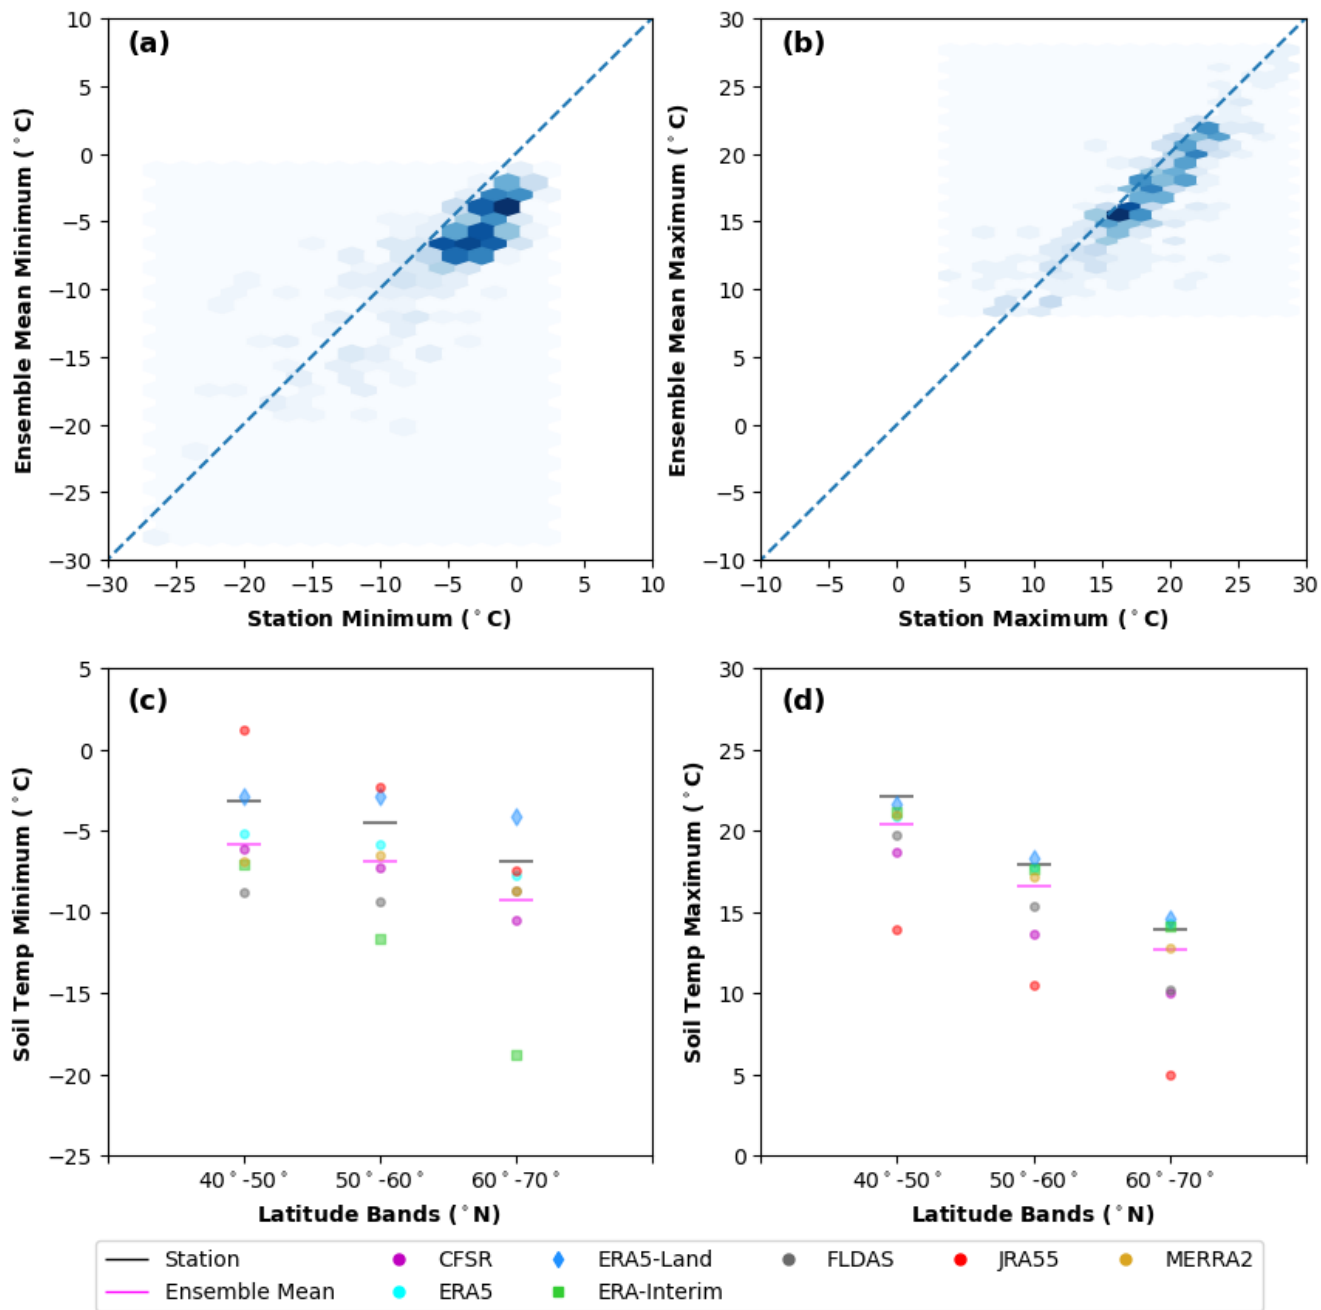 (a)
Ensemble Mean Minimum (°C)
10
5
0
−5
−10
−15
−20
−25
−30
−30 −25 −20 −15 −10 −5 0 5 10
Station Minimum (°C)
(b)
Ensemble Mean Maximum (°C)
30
25
20
15
10
5
0
−5
−10
−10 −5 0 5 10 15 20 25 30
Station Maximum (°C)
(c)
Soil Temp Minimum (°C)
5
0
−5
−10
−15
−20
−25
40°-50° 50°-60° 60°-70°
Latitude Bands (°N)
(d)
Soil Temp Maximum (°C)
30
25
20
15
10
5
0
40°-50° 50°-60° 60°-70°
Latitude Bands (°N)
Station CFSR ERA5-Land FLDAS JRA55 MERRA2
Ensemble Mean ERA5 ERA-Interim